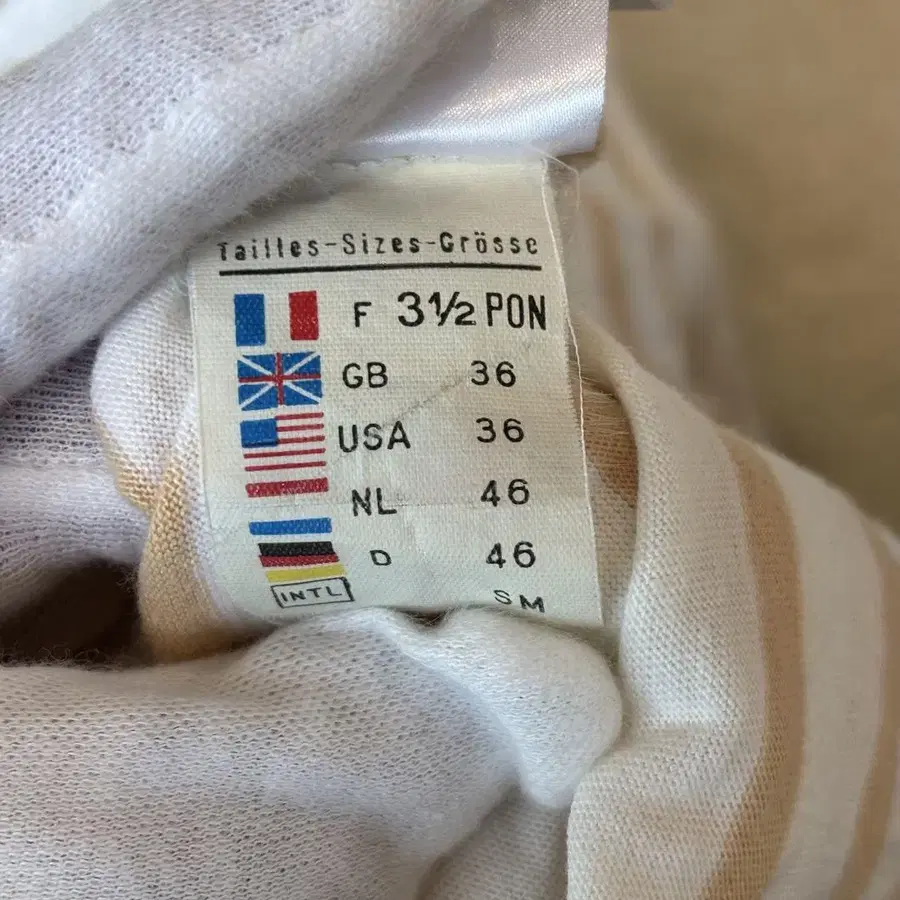 Tailles-Sizes-Grösse
F 3½ PON
GB 36
USA 36
NL 46
D 46
INTL SM